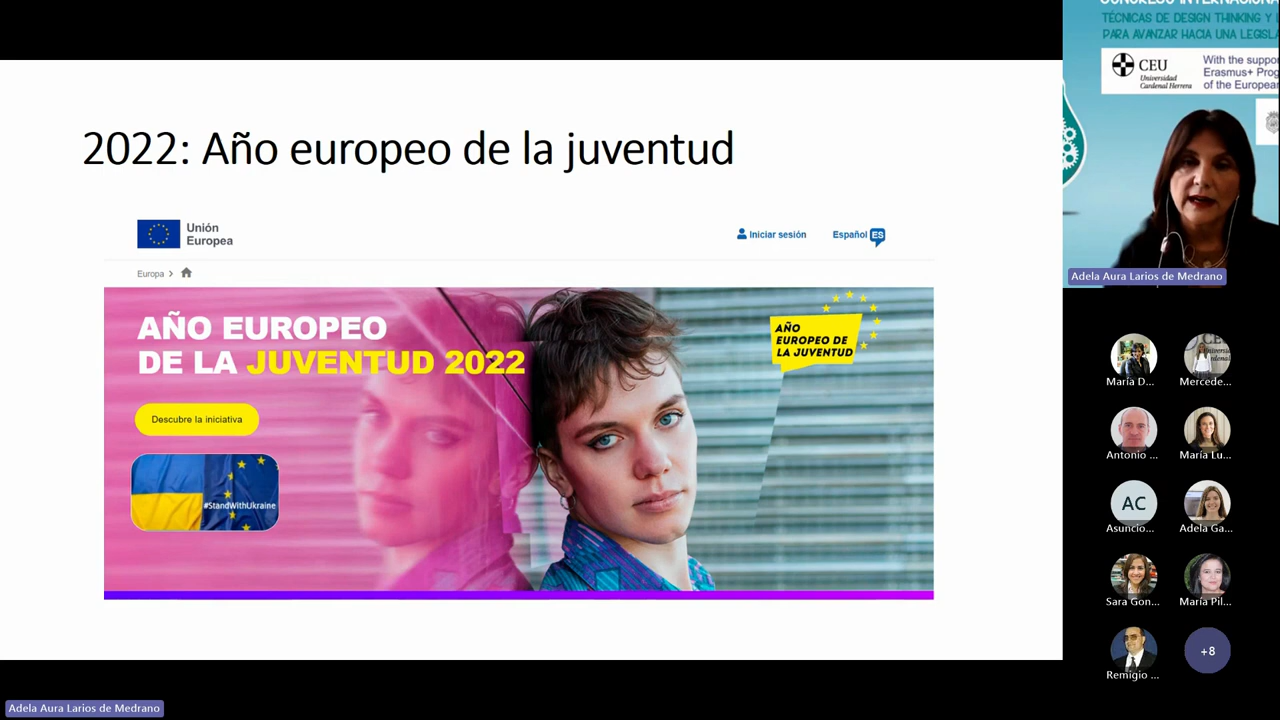 2022: Año europeo de la juventud
Unión
Europea
Iniciar sesión
Español ES
Europa >
AÑO EUROPEO
DE LA JUVENTUD 2022
AÑO
EUROPEO DE
LA JUVENTUD
Descubre la iniciativa
#StandWithUkraine
CONGRESO INTERNACIONA
TÉCNICAS DE DESIGN THINKING Y
PARA AVANZAR HACIA UNA LEGISLA
CEU
Universidad
Cardenal Herrera
With the suppo
Erasmus+ Prog
of the European
Adela Aura Larios de Medrano
María D...
Mercede...
Antonio ...
María Lu...
AC
Asuncio...
Adela Ga...
Sara Gon...
María Pil...
Remigio ...
+8
Adela Aura Larios de Medrano